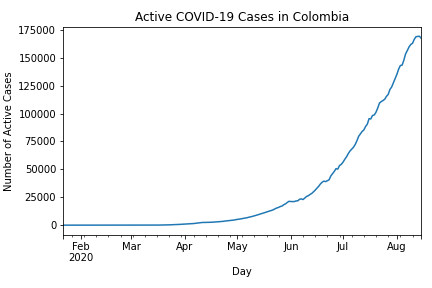 Active COVID-19 Cases in Colombia
175000
150000
125000
100000
75000
50000
25000
0
Number of Active Cases
Feb Mar Apr May Jun Jul Aug
2020
Day